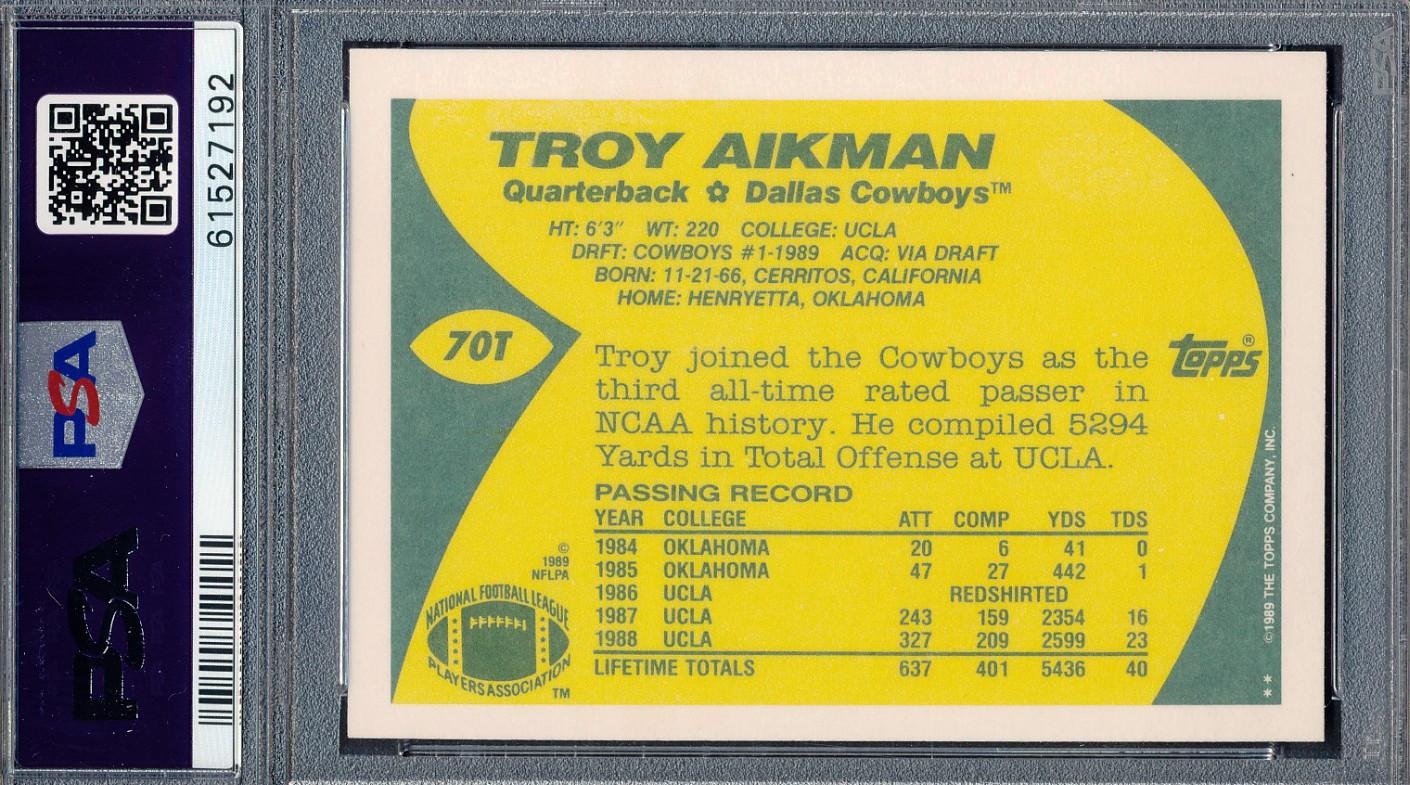 61527192
PSA
PSA
PSA
TROY AIKMAN
Quarterback ✿ Dallas Cowboys™
HT: 6'3" WT: 220 COLLEGE: UCLA
DRFT: COWBOYS #1-1989 ACQ: VIA DRAFT
BORN: 11-21-66, CERRITOS, CALIFORNIA
HOME: HENRYETTA, OKLAHOMA
70T
Troy joined the Cowboys as the
third all-time rated passer in
NCAA history. He compiled 5294
Yards in Total Offense at UCLA.
topps®
PASSING RECORD
YEAR COLLEGE ATT COMP YDS TDS
1984 OKLAHOMA 20 6 41 0
1985 OKLAHOMA 47 27 442 1
1986 UCLA REDSHIRTED
1987 UCLA 243 159 2354 16
1988 UCLA 327 209 2599 23
LIFETIME TOTALS 637 401 5436 40
©
1989
NFLPA
NATIONAL FOOTBALL LEAGUE
PLAYERS ASSOCIATION
TM
©1989 THE TOPPS COMPANY, INC.
**